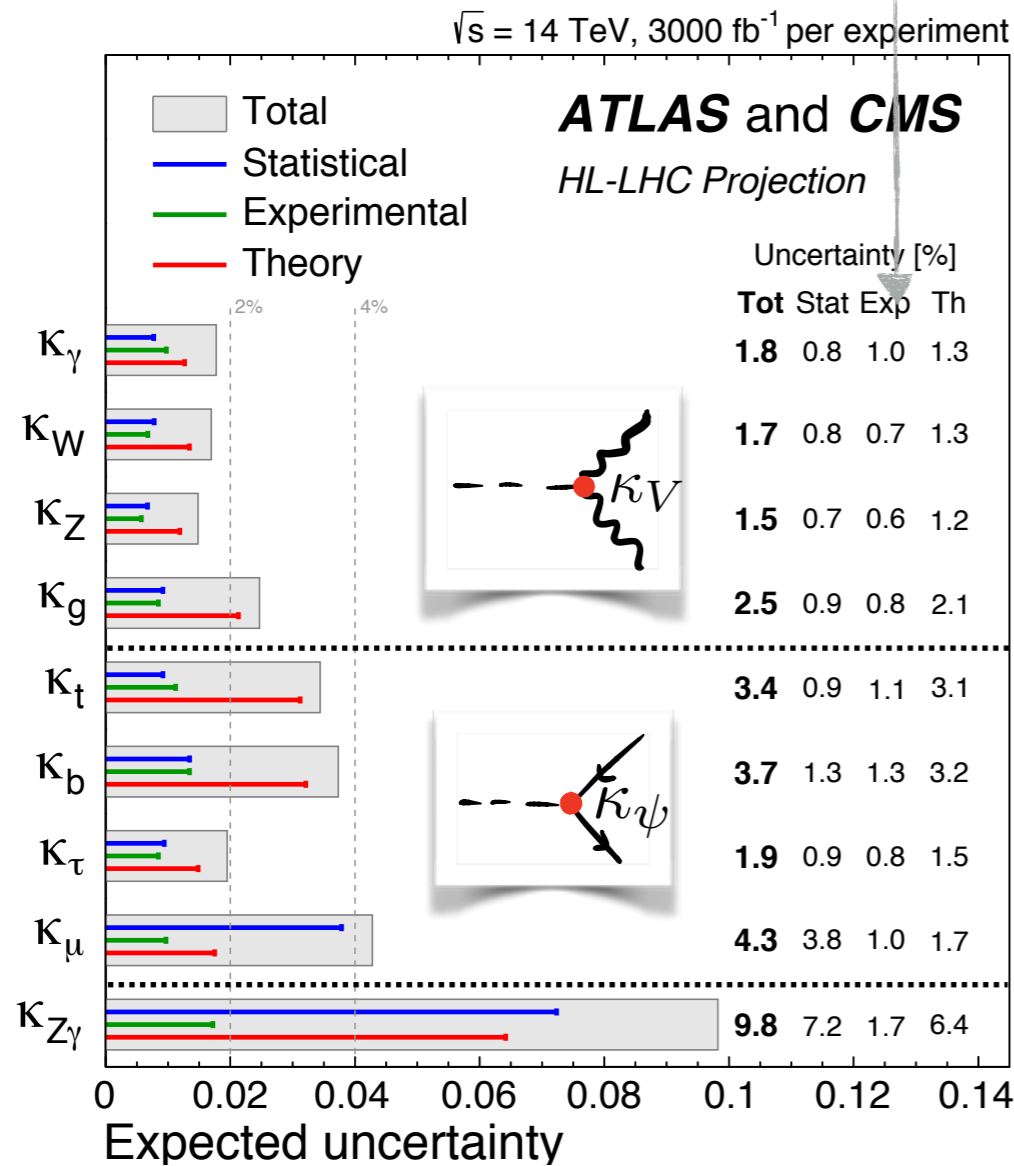 √s = 14 TeV, 3000 fb⁻¹ per experiment
Total
Statistical
Experimental
Theory
ATLAS and CMS
HL-LHC Projection
Uncertainty [%]
Tot Stat Exp Th
2% 4%
κγ 1.8 0.8 1.0 1.3
κW 1.7 0.8 0.7 1.3
κV
κZ 1.5 0.7 0.6 1.2
κg 2.5 0.9 0.8 2.1
κt 3.4 0.9 1.1 3.1
κb 3.7 1.3 1.3 3.2
κψ
κτ 1.9 0.9 0.8 1.5
κμ 4.3 3.8 1.0 1.7
κZγ 9.8 7.2 1.7 6.4
0 0.02 0.04 0.06 0.08 0.1 0.12 0.14
Expected uncertainty